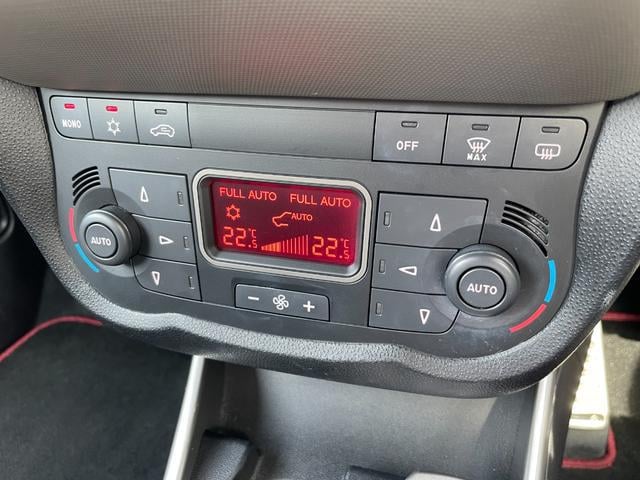 MONO
OFF
MAX
FULL AUTO FULL AUTO
AUTO
22.5°C 22.5°C
AUTO
AUTO
- +